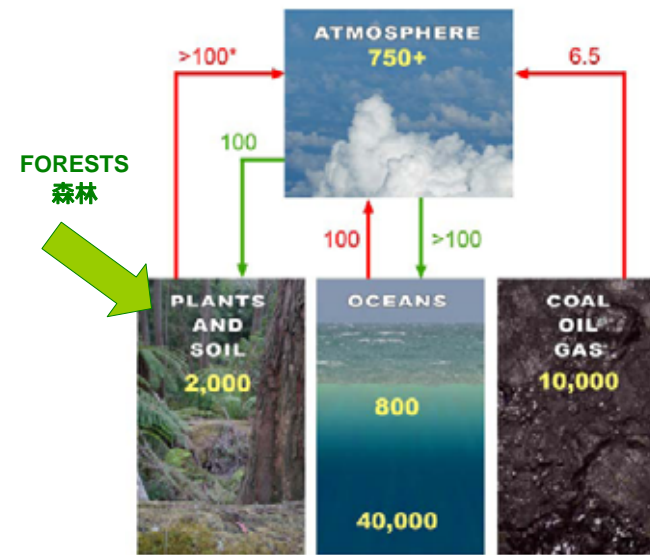 ATMOSPHERE
750+
>100*
6.5
100
FORESTS
森林
100
>100
PLANTS
AND
SOIL
2,000
OCEANS
800
40,000
COAL
OIL
GAS
10,000